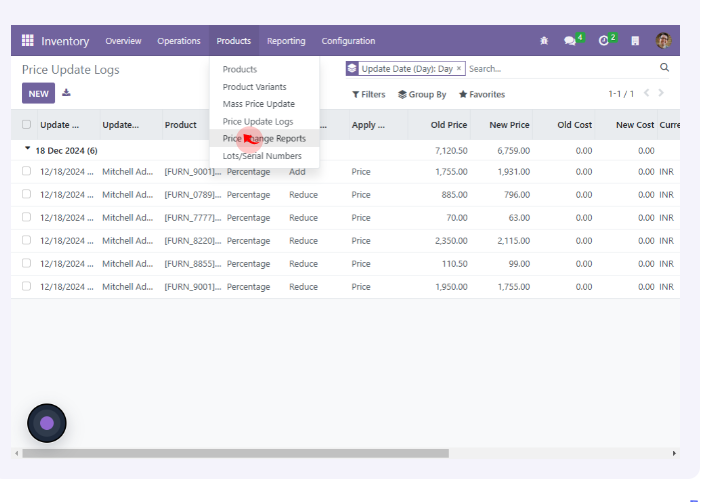 Inventory Overview Operations Products Reporting Configuration 4 2
Price Update Logs
Update Date (Day): Day × Search...
NEW
Filters Group By Favorites 1-1 / 1
Products
Product Variants
Mass Price Update
Price Update Logs
Price Change Reports
Lots/Serial Numbers
Update ... Update... Product ... Apply ... Old Price New Price Old Cost New Cost Curre
18 Dec 2024 (6) 7,120.50 6,759.00 0.00 0.00
12/18/2024 ... Mitchell Ad... [FURN_9001]... Percentage Add Price 1,755.00 1,931.00 0.00 0.00 INR
12/18/2024 ... Mitchell Ad... [FURN_0789]... Percentage Reduce Price 885.00 796.00 0.00 0.00 INR
12/18/2024 ... Mitchell Ad... [FURN_7777]... Percentage Reduce Price 70.00 63.00 0.00 0.00 INR
12/18/2024 ... Mitchell Ad... [FURN_8220]... Percentage Reduce Price 2,350.00 2,115.00 0.00 0.00 INR
12/18/2024 ... Mitchell Ad... [FURN_8855]... Percentage Reduce Price 110.50 99.00 0.00 0.00 INR
12/18/2024 ... Mitchell Ad... [FURN_9001]... Percentage Reduce Price 1,950.00 1,755.00 0.00 0.00 INR